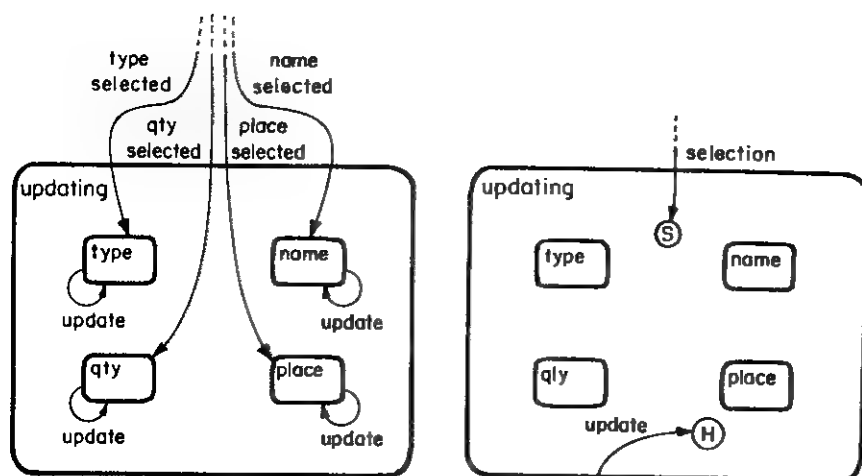 type
selected
name
selected
qty
selected
place
selected
updating
type
name
update
update
qty
place
update
update
selection
updating
S
type
name
qly
place
update
H